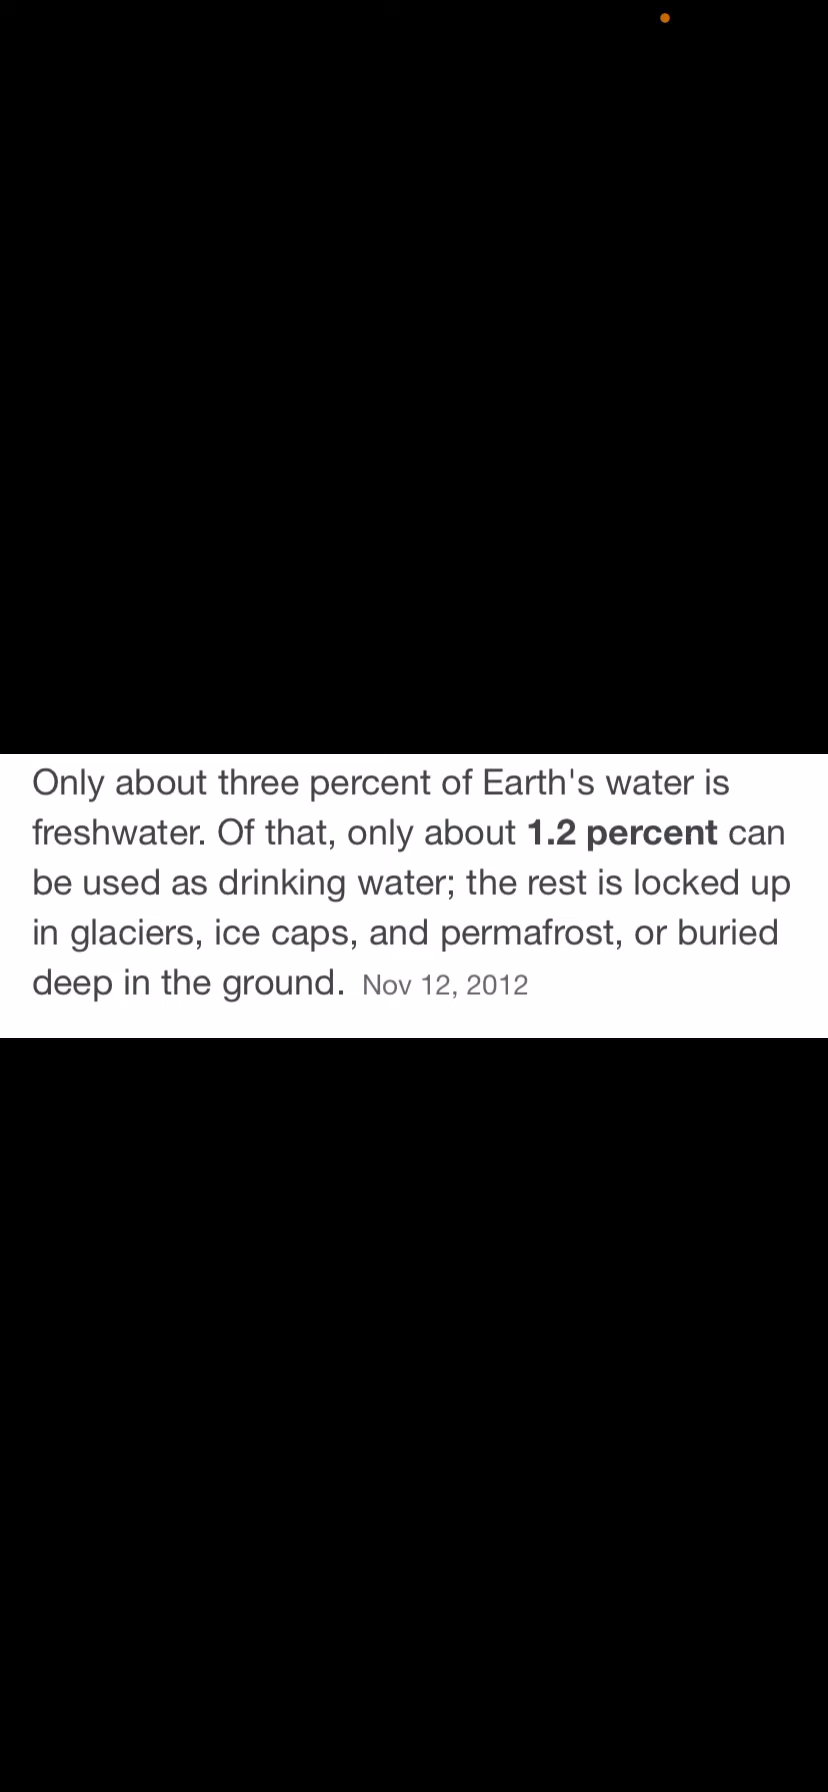 Only about three percent of Earth's water is
freshwater. Of that, only about 1.2 percent can
be used as drinking water; the rest is locked up
in glaciers, ice caps, and permafrost, or buried
deep in the ground. Nov 12, 2012